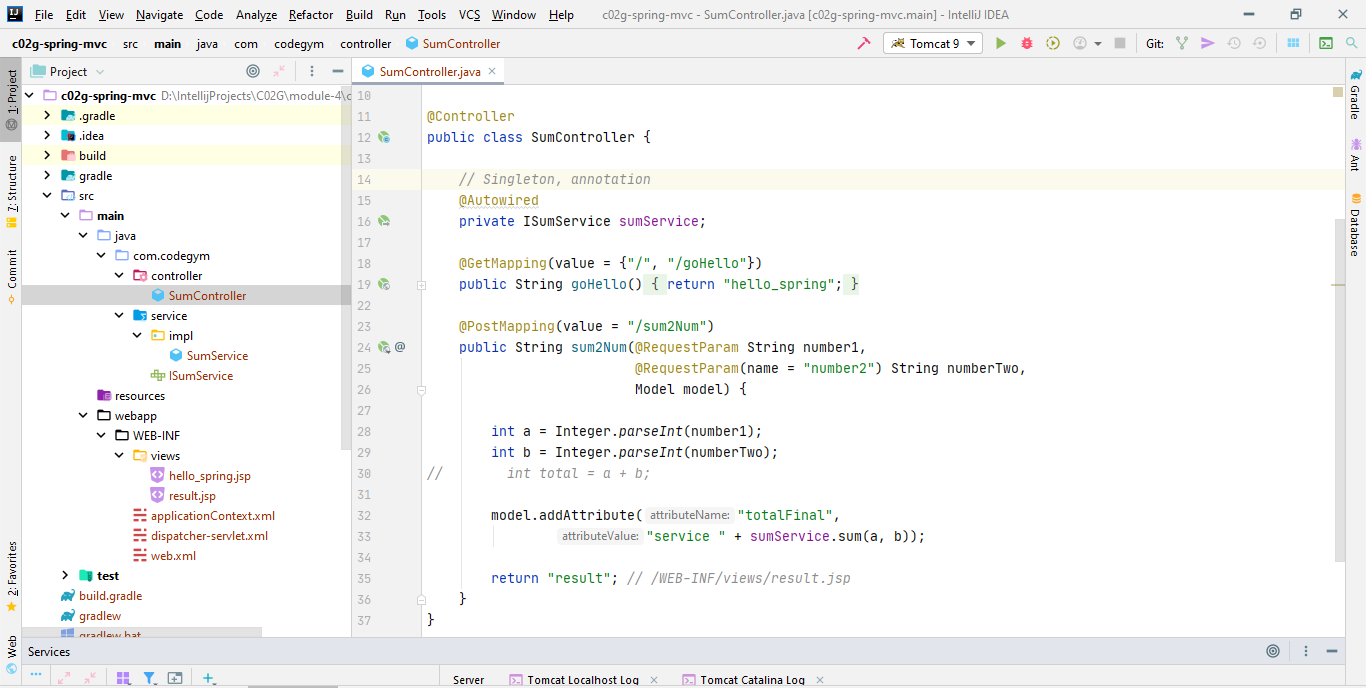 File Edit View Navigate Code Analyze Refactor Build Run Tools VCS Window Help c02g-spring-mvc - SumController.java [c02g-spring-mvc.main] - IntelliJ IDEA
c02g-spring-mvc src main java com codegym controller SumController Tomcat 9 Git:
Project
SumController.java
1: Project
7: Structure
Commit
2: Favorites
Web
c02g-spring-mvc D:\IntellijProjects\C02G\module-4\c
.gradle
.idea
build
gradle
src
main
java
com.codegym
controller
SumController
service
impl
SumService
ISumService
resources
webapp
WEB-INF
views
hello_spring.jsp
result.jsp
applicationContext.xml
dispatcher-servlet.xml
web.xml
test
build.gradle
gradlew
gradlew.bat
10
11 @Controller
12 public class SumController {
13
14 // Singleton, annotation
15 @Autowired
16 private ISumService sumService;
17
18 @GetMapping(value = {"/", "/goHello"})
19 public String goHello() { return "hello_spring"; }
22
23 @PostMapping(value = "/sum2Num")
24 @ public String sum2Num(@RequestParam String number1,
25 @RequestParam(name = "number2") String numberTwo,
26 Model model) {
27
28 int a = Integer.parseInt(number1);
29 int b = Integer.parseInt(numberTwo);
30 // int total = a + b;
31
32 model.addAttribute( attributeName: "totalFinal",
33 attributeValue: "service " + sumService.sum(a, b));
34
35 return "result"; // /WEB-INF/views/result.jsp
36 }
37 }
Gradle
Ant
Database
Services
Server Tomcat Localhost Log Tomcat Catalina Log